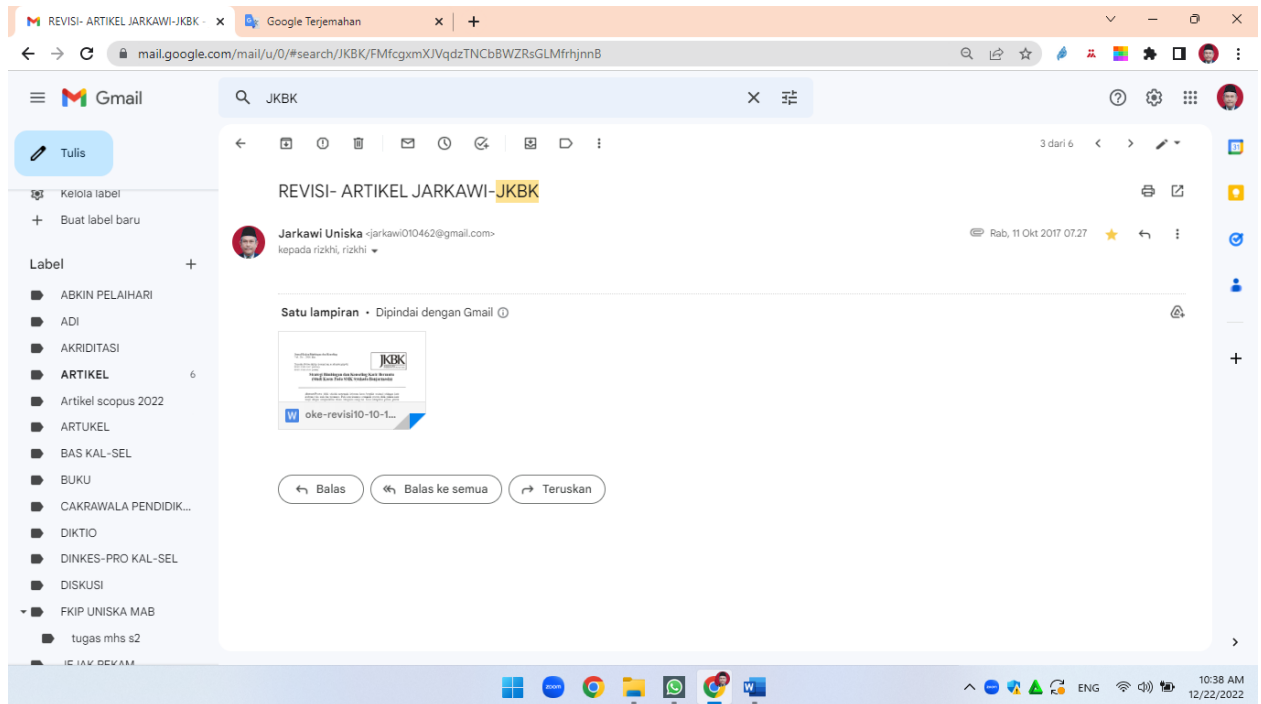 REVISI- ARTIKEL JARKAWI-JKBK -
Google Terjemahan
mail.google.com/mail/u/0/#search/JKBK/FMfcgxmXJVqdzTNCbBWZRsGLMfrhjnnB
Gmail
JKBK
Tulis
3 dari 6
31
Kelola label
Buat label baru
Label
ABKIN PELAIHARI
ADI
AKRIDITASI
ARTIKEL 6
Artikel scopus 2022
ARTUKEL
BAS KAL-SEL
BUKU
CAKRAWALA PENDIDIK...
DIKTIO
DINKES-PRO KAL-SEL
DISKUSI
FKIP UNISKA MAB
tugas mhs s2
JEJAK REKAM
REVISI- ARTIKEL JARKAWI-JKBK
Jarkawi Uniska <jarkawi010462@gmail.com>
Rab, 11 Okt 2017 07.27
kepada rizkhi, rizkhi
Satu lampiran • Dipindai dengan Gmail
JKBK
W oke-revisi10-10-1...
Balas
Balas ke semua
Teruskan
zoom
ENG
10:38 AM
12/22/2022